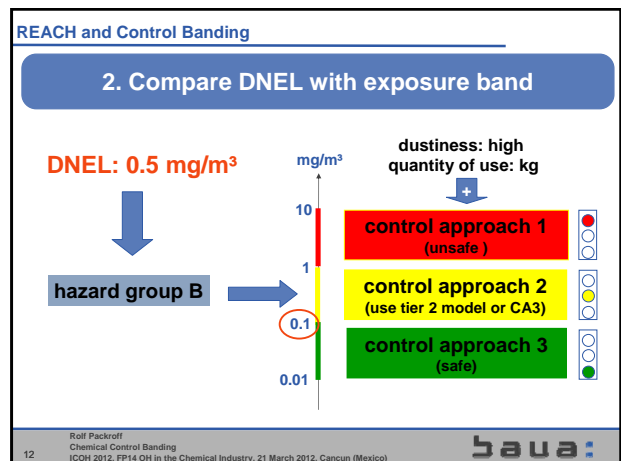 REACH and Control Banding
2. Compare DNEL with exposure band
DNEL: 0.5 mg/m³
hazard group B
mg/m³
10
1
0.1
0.01
dustiness: high
quantity of use: kg
+
control approach 1
(unsafe )
control approach 2
(use tier 2 model or CA3)
control approach 3
(safe)
12
Rolf Packroff
Chemical Control Banding
ICOH 2012, FP14 OH in the Chemical Industry, 21 March 2012, Cancun (Mexico)
baua: